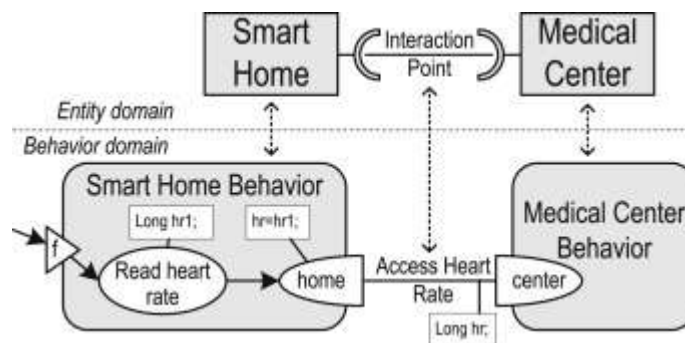 Smart
Home
Interaction
Point
Medical
Center
Entity domain
Behavior domain
Smart Home Behavior
Long hr1;
hr=hr1;
f
Read heart
rate
home
Access Heart
Rate
Long hr;
center
Medical Center
Behavior